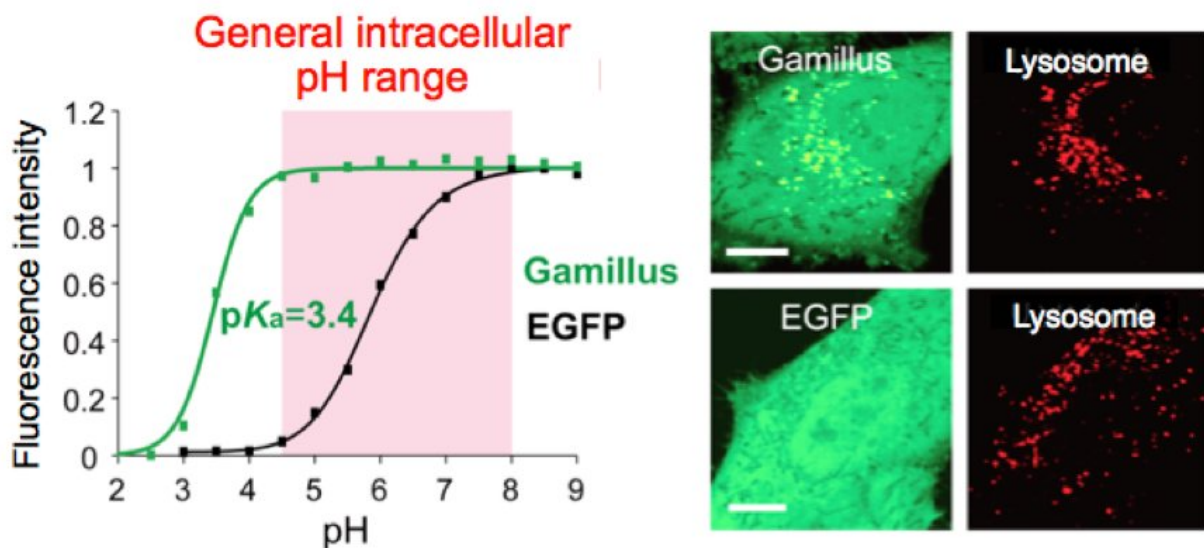 General intracellular
pH range
1.2
1
0.8
0.6
0.4
0.2
0
Fluorescence intensity
pKa=3.4
Gamillus
EGFP
2 3 4 5 6 7 8 9
pH
Gamillus
Lysosome
EGFP
Lysosome